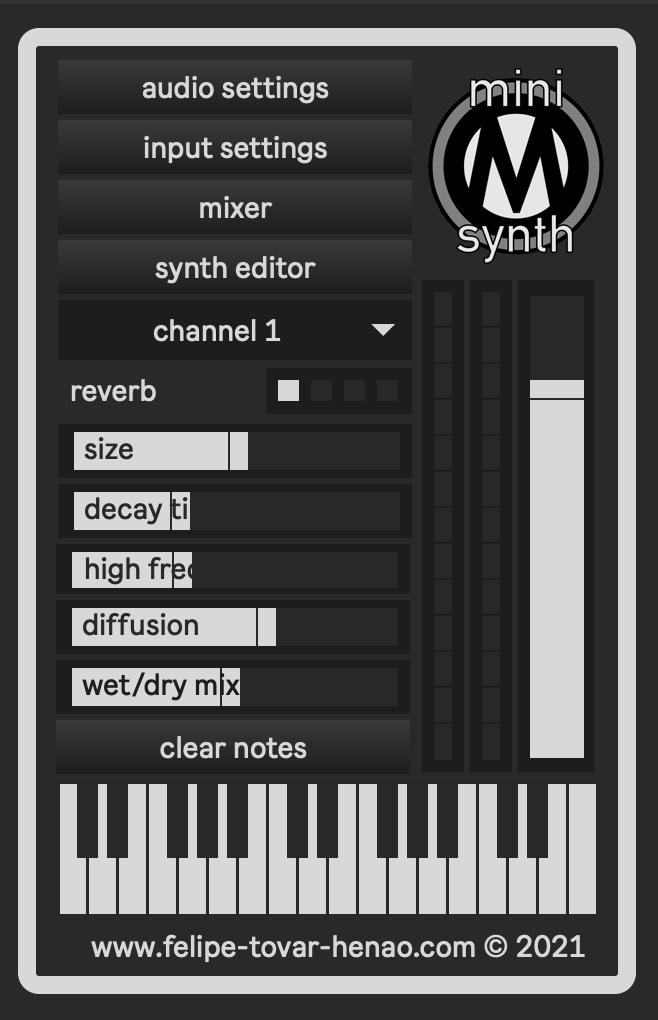 audio settings
input settings
mixer
synth editor
channel 1
mini
M
synth
reverb
size
decay ti
high freq
diffusion
wet/dry mix
clear notes
www.felipe-tovar-henao.com © 2021